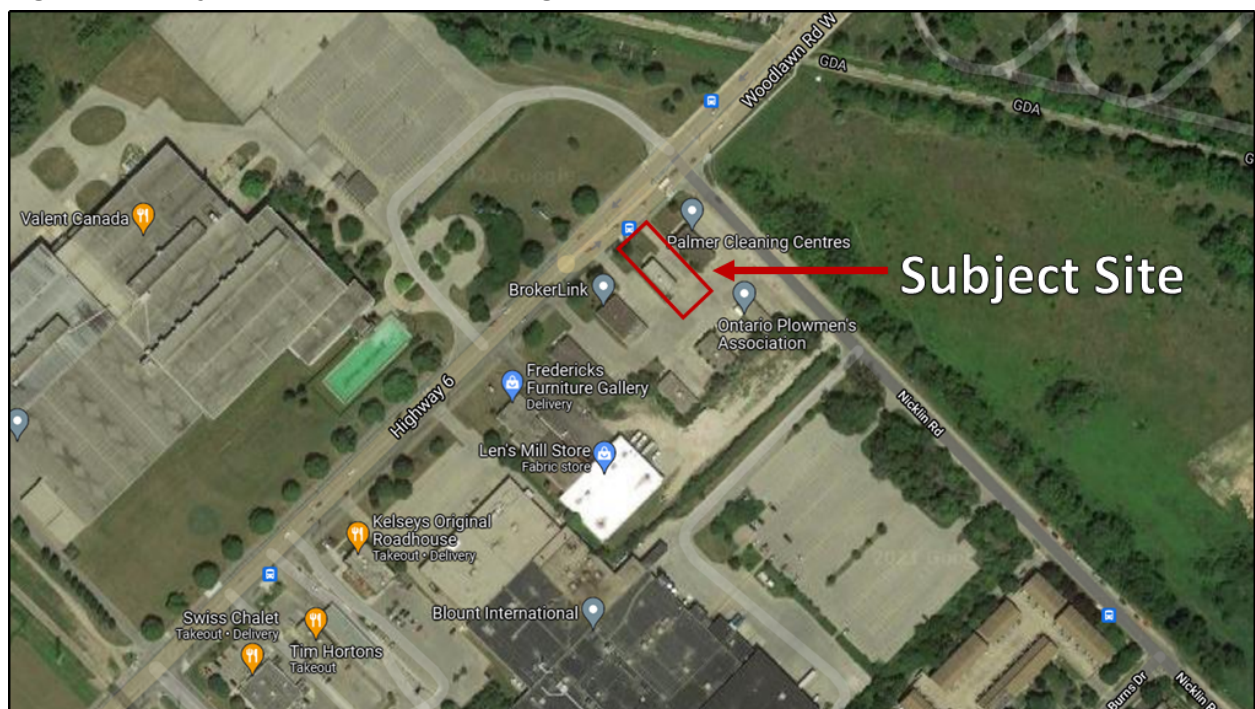 Woodlawn Rd W
GDA
GDA
Valent Canada
Palmer Cleaning Centres
Subject Site
BrokerLink
Ontario Plowmen's
Association
Fredericks
Furniture Gallery
Delivery
Highway 6
Nicklin Rd
Len's Mill Store
Fabric store
Kelseys Original
Roadhouse
Takeout • Delivery
Blount International
Swiss Chalet
Takeout • Delivery
Tim Hortons
Takeout
Burns Dr